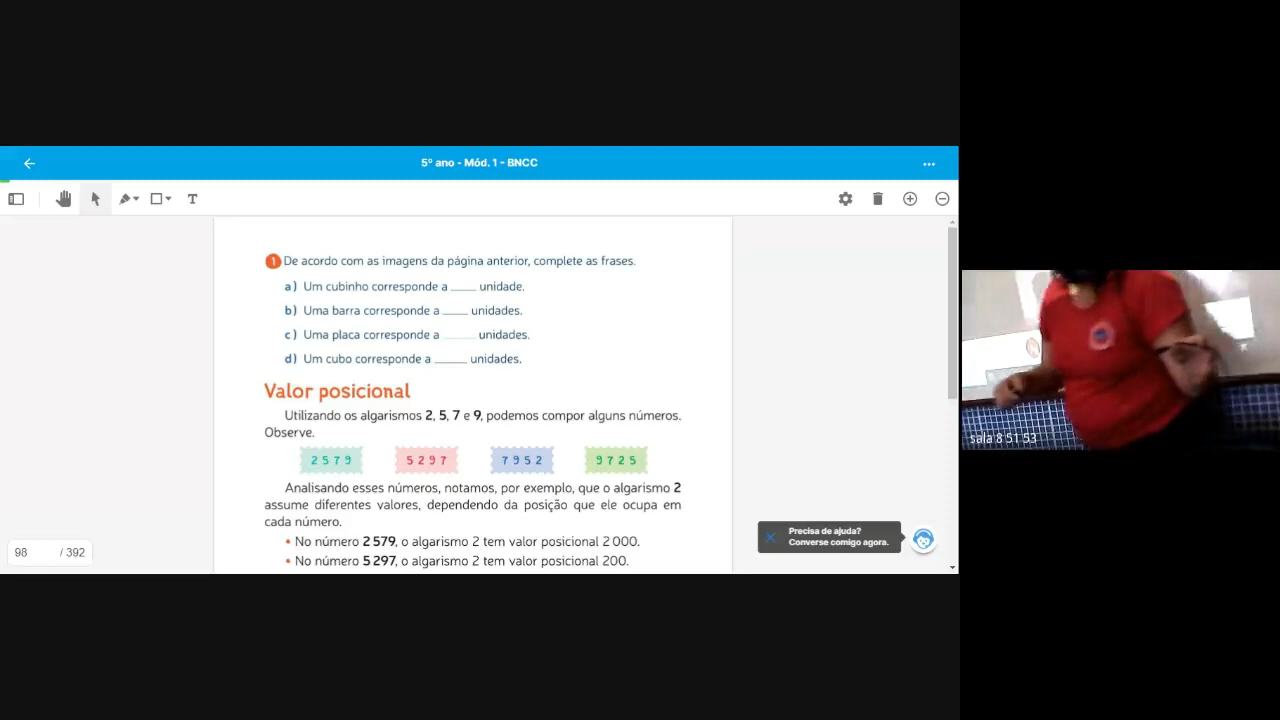 5º ano - Mód. 1 - BNCC
T
1 De acordo com as imagens da página anterior, complete as frases.
a) Um cubinho corresponde a ____ unidade.
b) Uma barra corresponde a ____ unidades.
c) Uma placa corresponde a ____ unidades.
d) Um cubo corresponde a ____ unidades.
Valor posicional
Utilizando os algarismos 2, 5, 7 e 9, podemos compor alguns números.
Observe.
2 5 7 9 5 2 9 7 7 9 5 2 9 7 2 5
Analisando esses números, notamos, por exemplo, que o algarismo 2
assume diferentes valores, dependendo da posição que ele ocupa em
cada número.
• No número 2 579, o algarismo 2 tem valor posicional 2 000.
• No número 5 297, o algarismo 2 tem valor posicional 200.
98 / 392
Precisa de ajuda?
Converse comigo agora.
sala 8 51 53